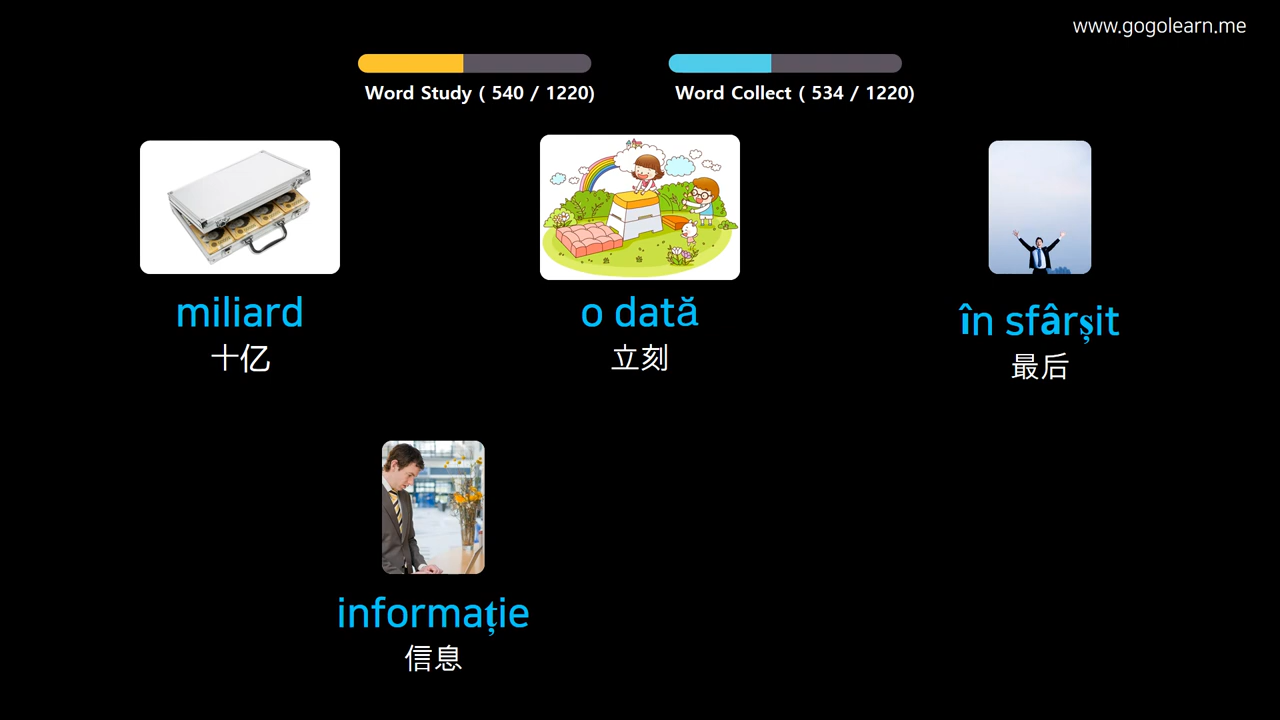 www.gogolearn.me
Word Study ( 540 / 1220)
Word Collect ( 534 / 1220)
miliard
十亿
o dată
立刻
în sfârșit
最后
informație
信息